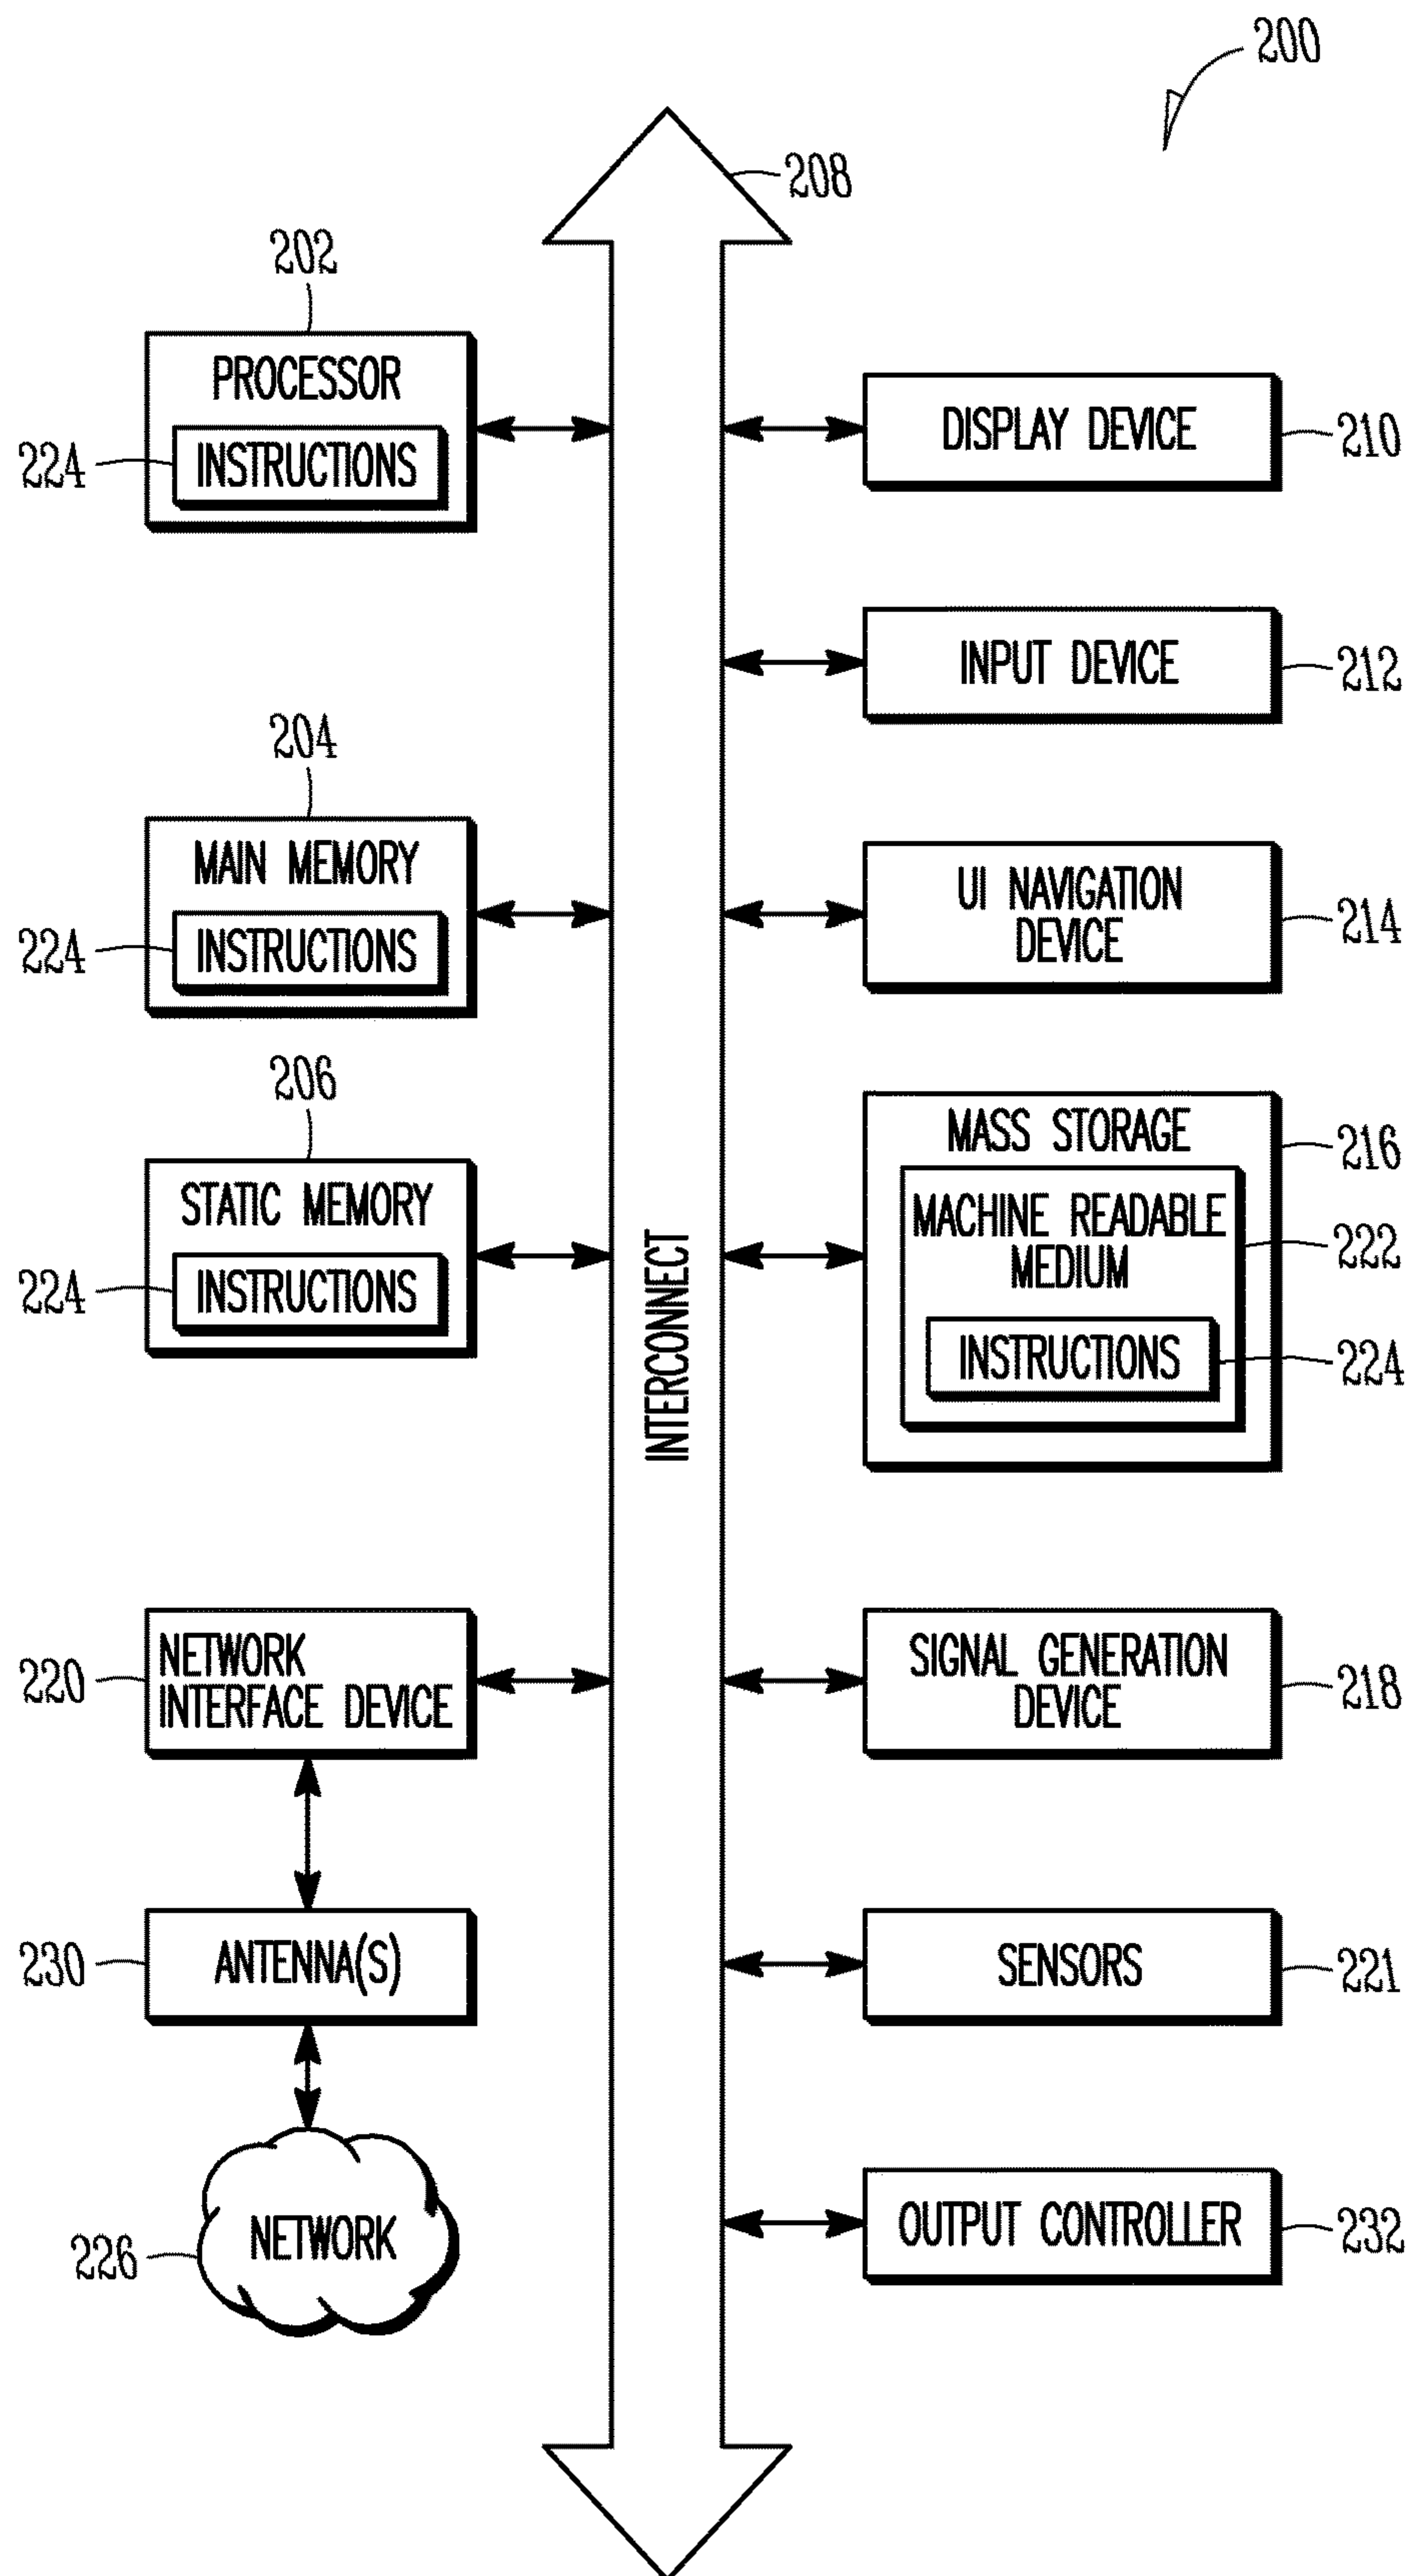 200
208
202
PROCESSOR
224
INSTRUCTIONS
DISPLAY DEVICE
210
INPUT DEVICE
212
204
MAIN MEMORY
224
INSTRUCTIONS
UI NAVIGATION
DEVICE
214
206
STATIC MEMORY
224
INSTRUCTIONS
INTERCONNECT
MASS STORAGE
216
MACHINE READABLE
MEDIUM
222
INSTRUCTIONS
224
220
NETWORK
INTERFACE DEVICE
SIGNAL GENERATION
DEVICE
218
230
ANTENNA(S)
SENSORS
221
226
NETWORK
OUTPUT CONTROLLER
232